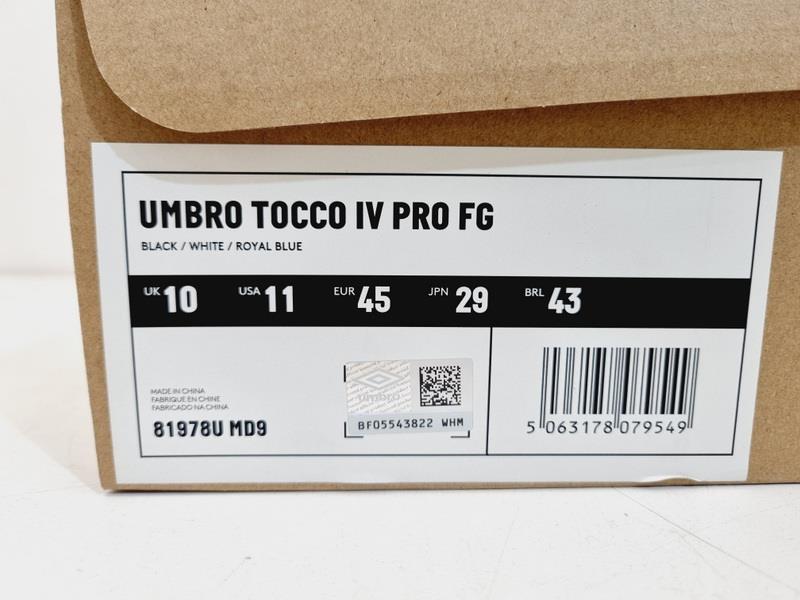 UMBRO TOCCO IV PRO FG
BLACK / WHITE / ROYAL BLUE
UK 10 USA 11 EUR 45 JPN 29 BRL 43
MADE IN CHINA
FABRIQUE EN CHINE
FABRICADO NA CHINA
81978U MD9
umbro
BF05543822 WHM
5 063178 079549